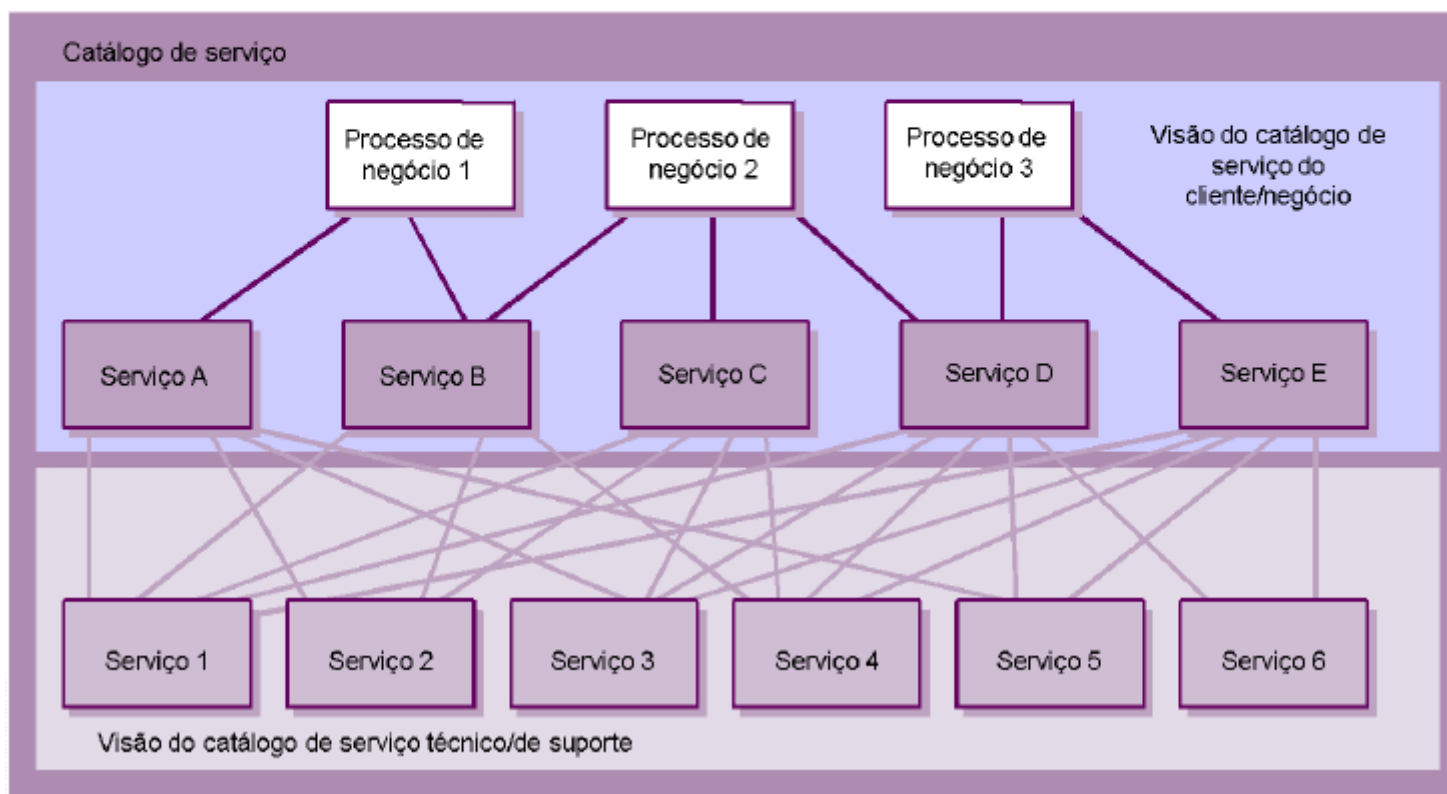 Catálogo de serviço
Processo de
negócio 1
Processo de
negócio 2
Processo de
negócio 3
Visão do catálogo de
serviço do
cliente/negócio
Serviço A
Serviço B
Serviço C
Serviço D
Serviço E
Serviço 1
Serviço 2
Serviço 3
Serviço 4
Serviço 5
Serviço 6
Visão do catálogo de serviço técnico/de suporte